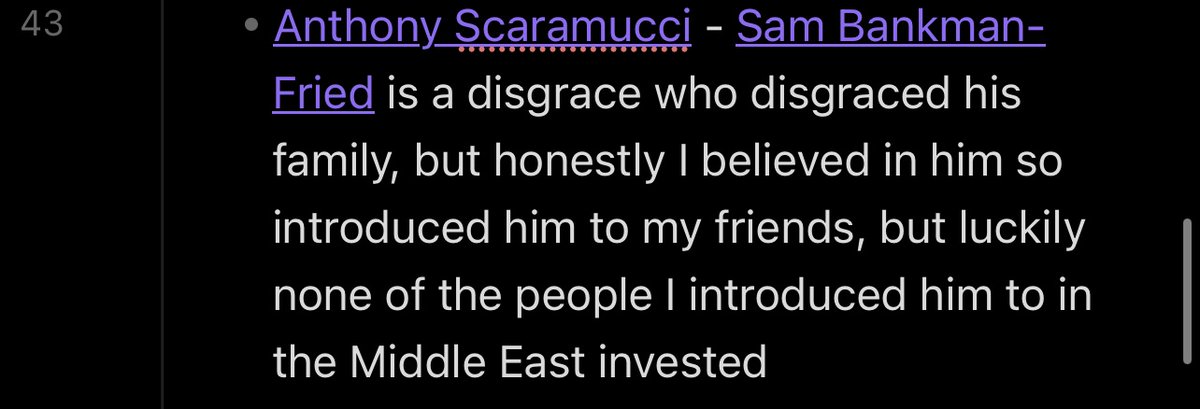 43 • Anthony Scaramucci - Sam Bankman-
Fried is a disgrace who disgraced his
family, but honestly I believed in him so
introduced him to my friends, but luckily
none of the people I introduced him to in
the Middle East invested